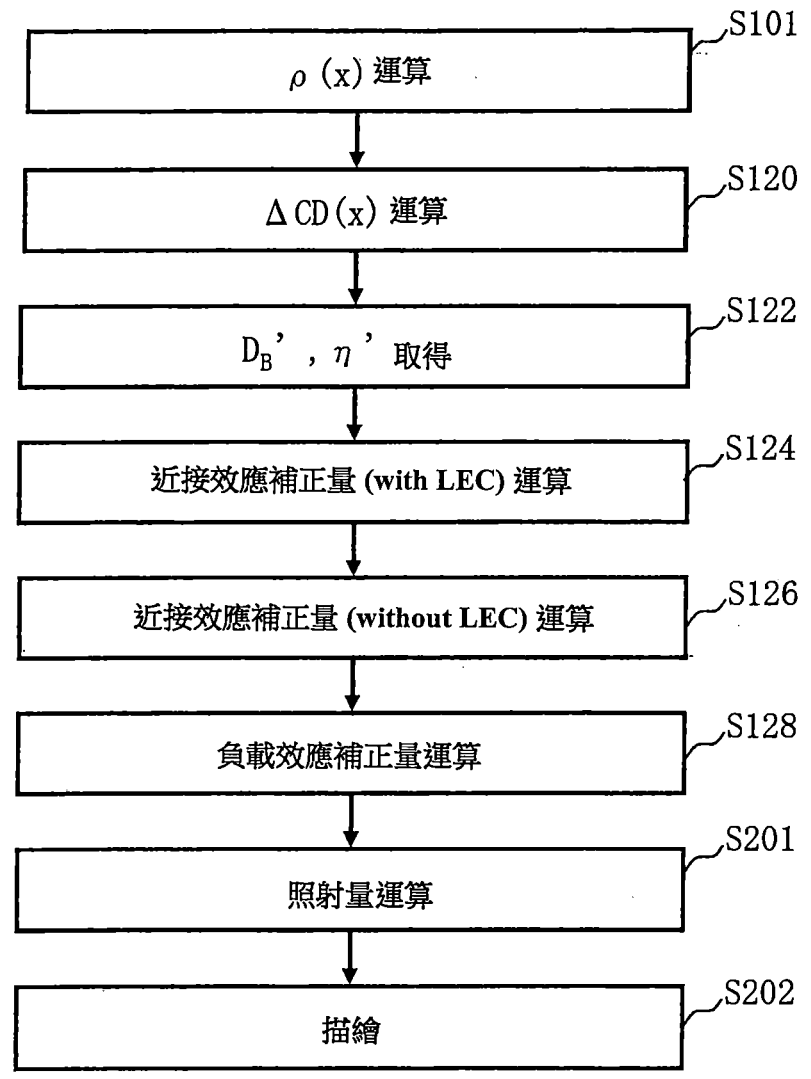 S101
ρ (x) 運算
S120
Δ CD(x) 運算
S122
D_B' , η' 取得
S124
近接效應補正量 (with LEC) 運算
S126
近接效應補正量 (without LEC) 運算
S128
負載效應補正量運算
S201
照射量運算
S202
描繪